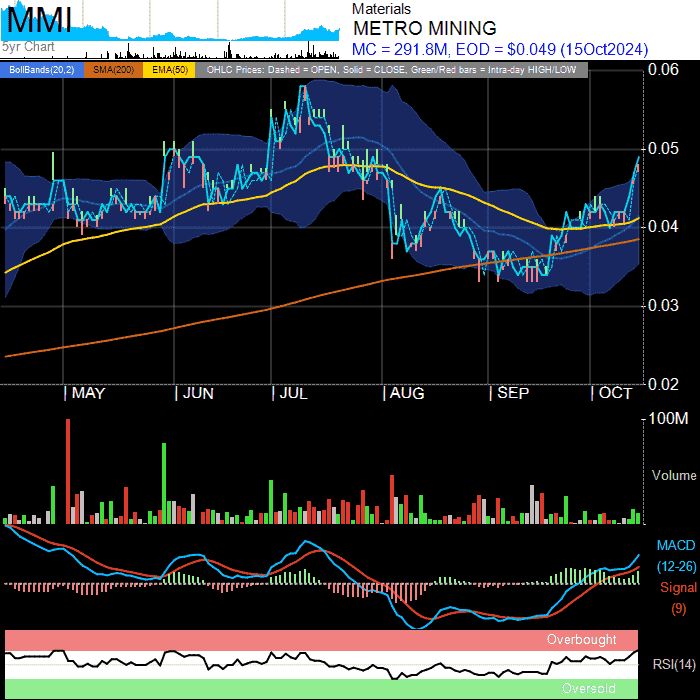 MMI
5yr Chart
Materials
METRO MINING
MC = 291.8M, EOD = $0.049 (15Oct2024)
BollBands(20,2) SMA(200) EMA(50) OHLC Prices: Dashed = OPEN, Solid = CLOSE, Green/Red bars = Intra-day HIGH/LOW
0.06
0.05
0.04
0.03
0.02
MAY JUN JUL AUG SEP OCT
100M
Volume
MACD
(12-26)
Signal
(9)
Overbought
RSI(14)
Oversold